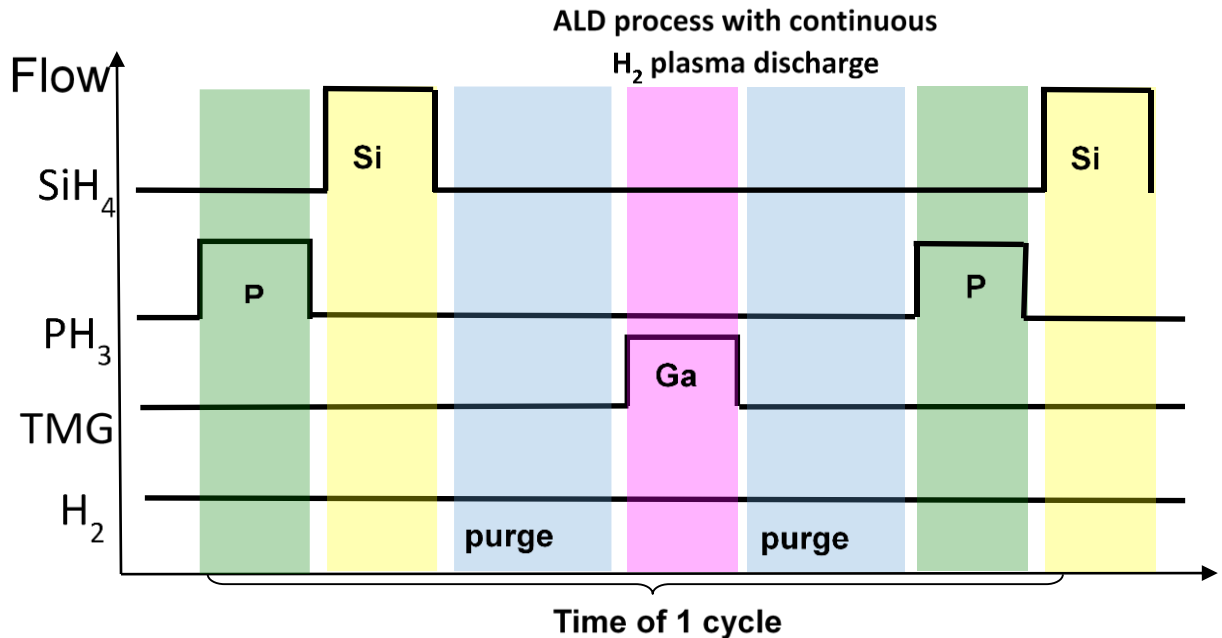 ALD process with continuous
H₂ plasma discharge
Flow
SiH₄
Si
Si
PH₃
P
P
TMG
Ga
H₂
purge
purge
Time of 1 cycle